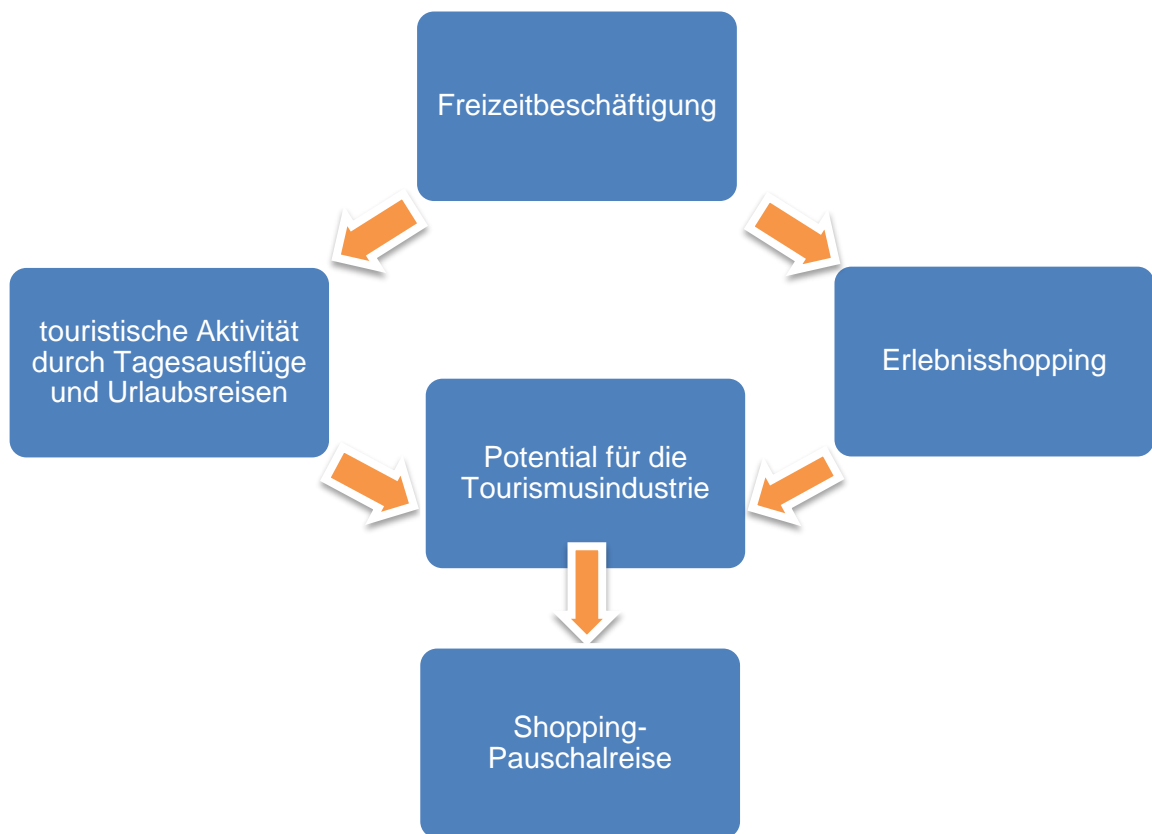 Freizeitbeschäftigung
touristische Aktivität
durch Tagesausflüge
und Urlaubsreisen
Erlebnisshopping
Potential für die
Tourismusindustrie
Shopping-
Pauschalreise